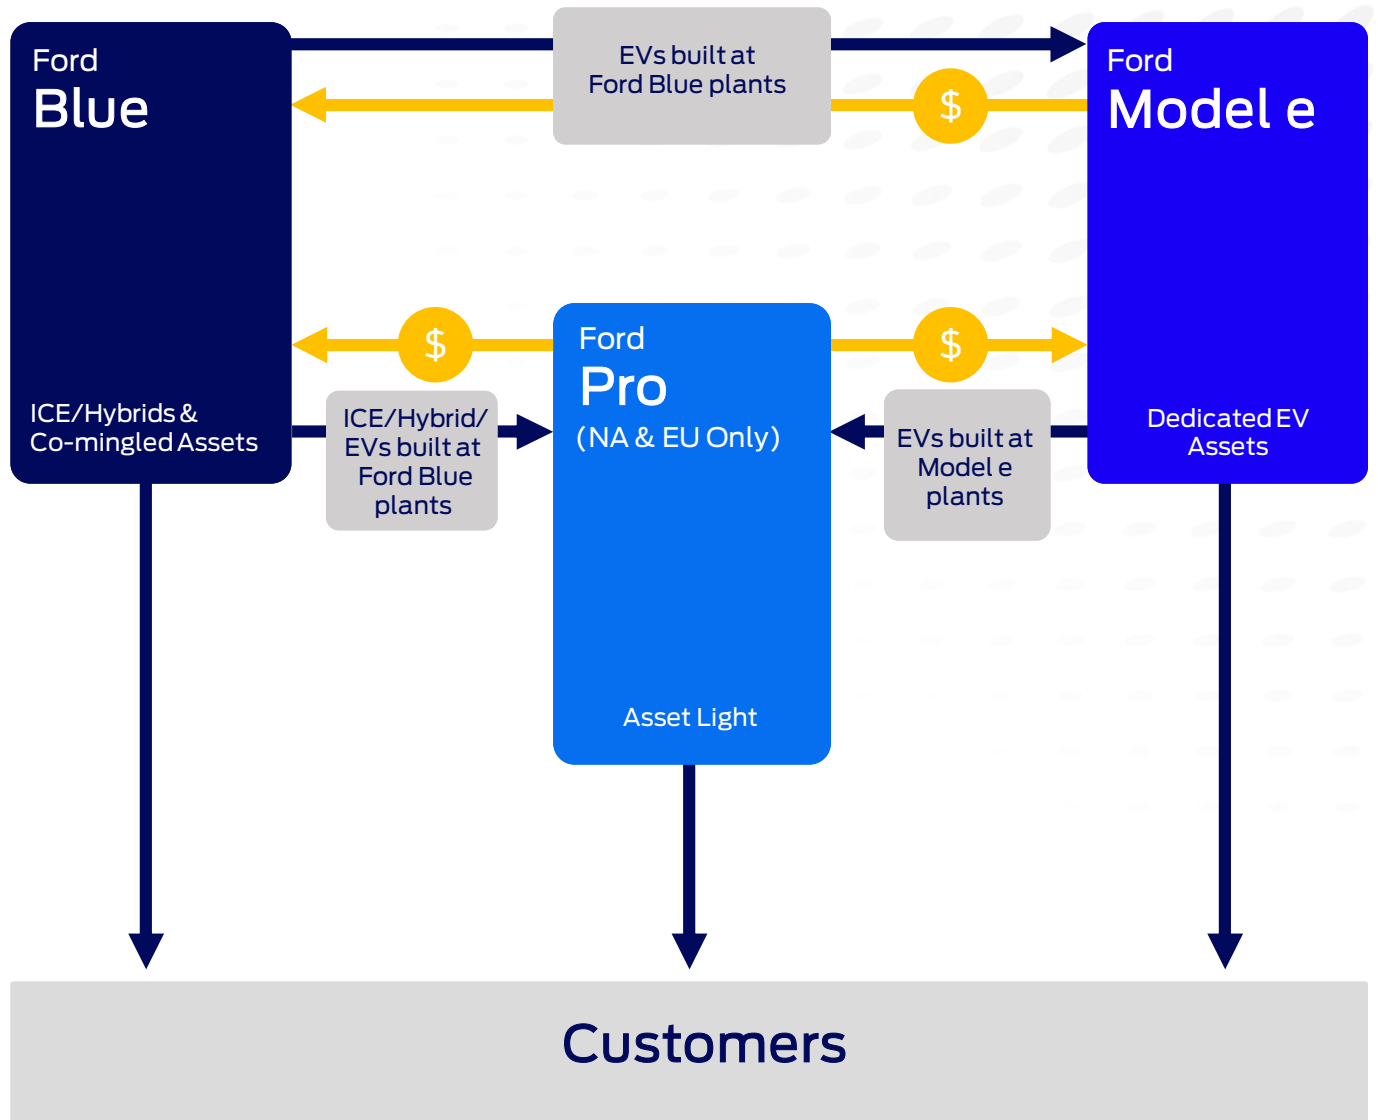 Ford
Blue
ICE/Hybrids &
Co-mingled Assets
EVs built at
Ford Blue plants
$
Ford
Model e
Dedicated EV
Assets
$
ICE/Hybrid/
EVs built at
Ford Blue
plants
Ford
Pro
(NA & EU Only)
Asset Light
$
EVs built at
Model e
plants
Customers